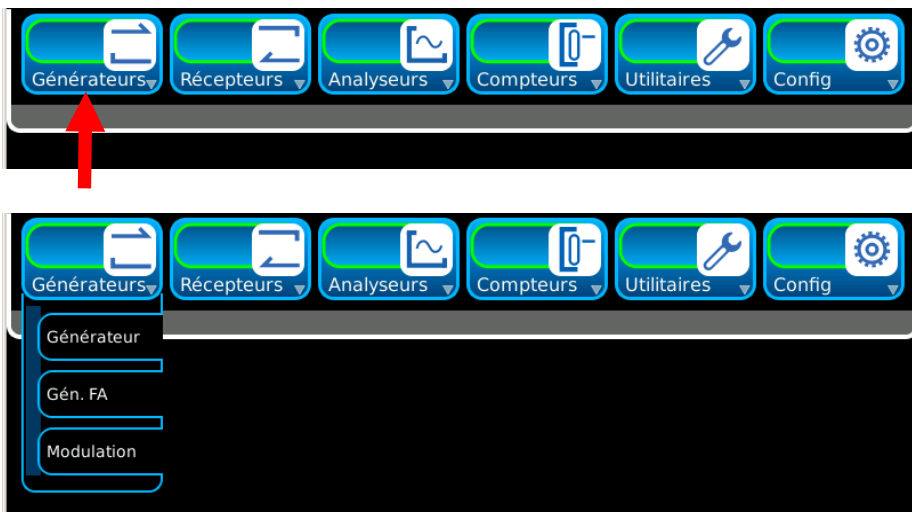 Générateurs Récepteurs Analyseurs Compteurs Utilitaires Config
Générateurs Récepteurs Analyseurs Compteurs Utilitaires Config
Générateur
Gén. FA
Modulation